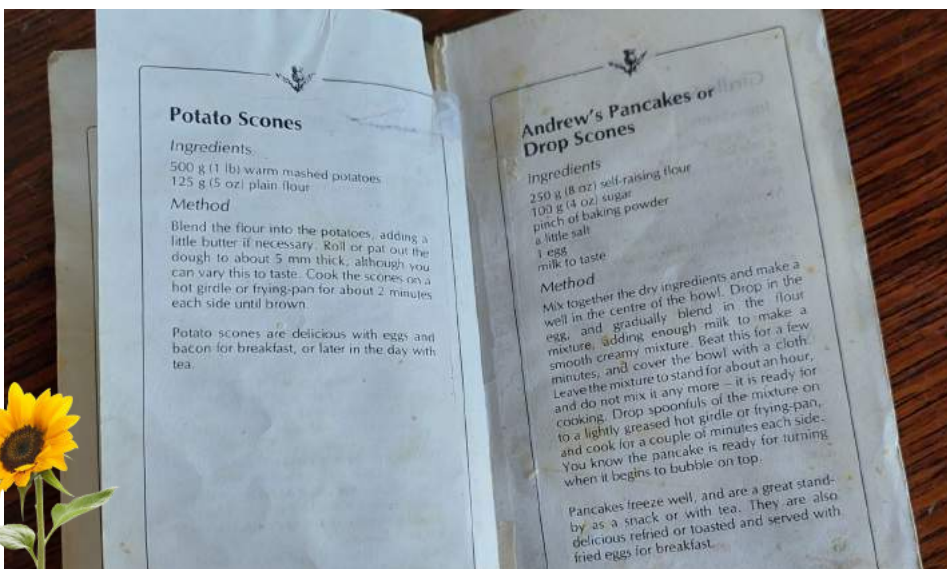 Potato Scones
Ingredients
500 g (1 lb) warm mashed potatoes
125 g (5 oz) plain flour
Method
Blend the flour into the potatoes, adding a
little butter if necessary. Roll or pat out the
dough to about 5 mm thick, although you
can vary this to taste. Cook the scones on a
hot girdle or frying-pan for about 2 minutes
each side until brown.
Potato scones are delicious with eggs and
bacon for breakfast, or later in the day with
tea.
Andrew's Pancakes or
Drop Scones
Ingredients
250 g (8 oz) self-raising flour
100 g (4 oz) sugar
pinch of baking powder
a little salt
1 egg
milk to taste
Method
Mix together the dry ingredients and make a
well in the centre of the bowl. Drop in the
egg, and gradually blend in the flour
mixture, adding enough milk to make a
smooth creamy mixture. Beat this for a few
minutes, and cover the bowl with a cloth.
Leave the mixture to stand for about an hour,
and do not mix it any more – it is ready for
cooking. Drop spoonfuls of the mixture on
to a lightly greased hot girdle or frying-pan,
and cook for a couple of minutes each side.
You know the pancake is ready for turning
when it begins to bubble on top.
Pancakes freeze well, and are a great stand-
by as a snack or with tea. They are also
delicious refried or toasted and served with
fried eggs for breakfast.